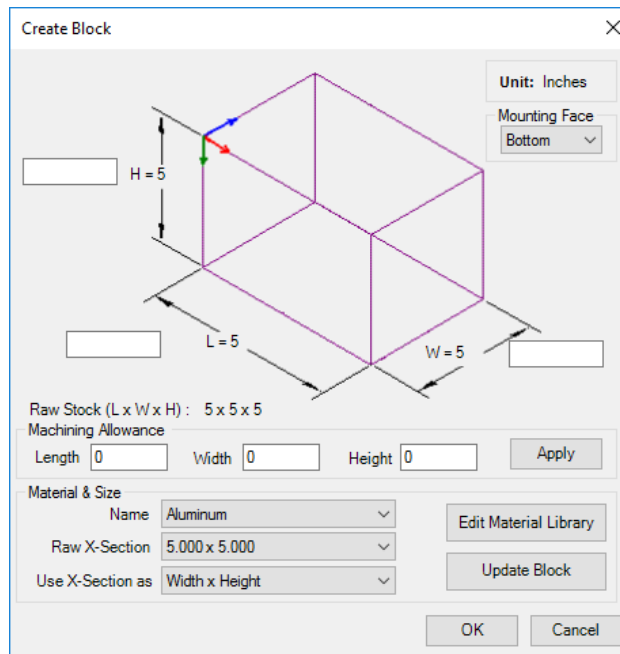 Create Block
Unit: Inches
Mounting Face
Bottom
H = 5
L = 5
W = 5
Raw Stock (L x W x H) : 5 x 5 x 5
Machining Allowance
Length 0 Width 0 Height 0 Apply
Material & Size
Name Aluminum
Edit Material Library
Raw X-Section 5.000 x 5.000
Update Block
Use X-Section as Width x Height
OK Cancel